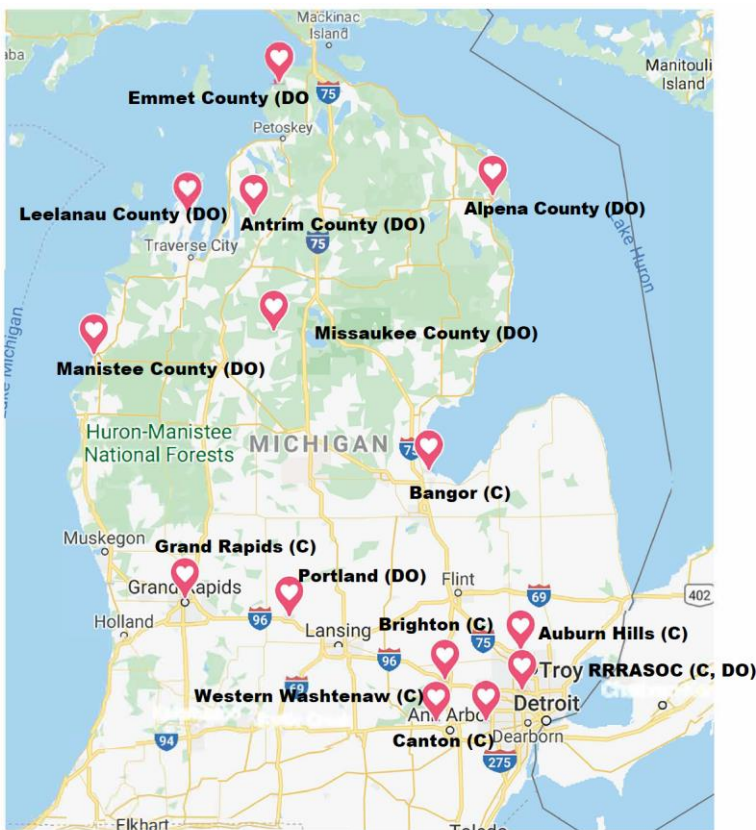 Mackinac
Island
Manitouli
Island
Emmet County (DO
75
Petoskey
Leelanau County (DO)
Antrim County (DO)
Alpena County (DO)
Traverse City
75
Lake Huron
Missaukee County (DO)
Manistee County (DO)
Lake Michigan
Huron-Manistee
National Forests
MICHIGAN
75
Bangor (C)
Muskegon
Grand Rapids (C)
Grand Rapids
Portland (DO)
Flint
69
402
Holland
96
Lansing
Brighton (C)
75
Auburn Hills (C)
96
Troy
RRRASOC (C, DO)
69
Western Washtenaw (C)
Ann Arbo
Detroit
Dearborn
94
Canton (C)
275
Elkhart
Toledo